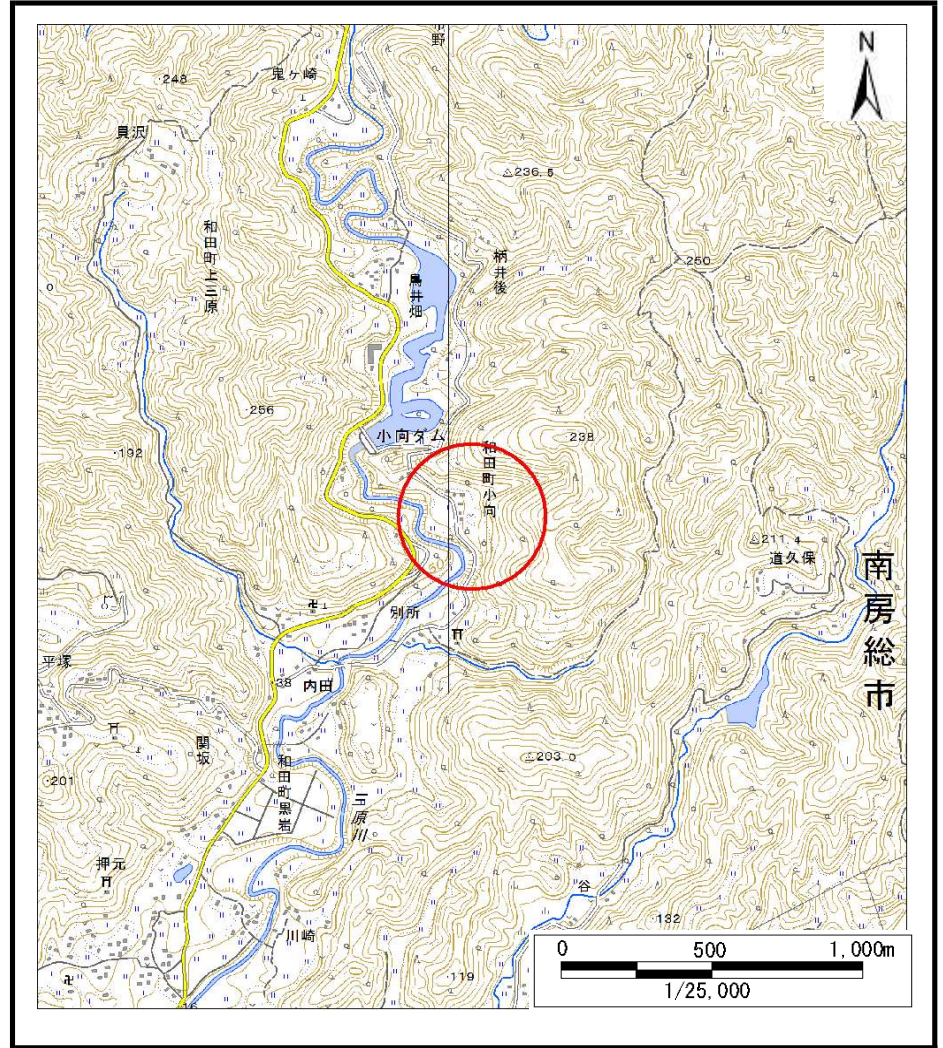 N
鬼ヶ崎
248
貝沢
236.5
和田町上三原
柄井後
250
鳥井畑
256
小向ダム
238
192
和田町小向
211.4
道久保
南房総市
別所
平塚
38
内田
関坂
203.0
201
和田町黒岩
三原川
押元
谷
132
川崎
119
16
0 500 1,000m
1/25,000